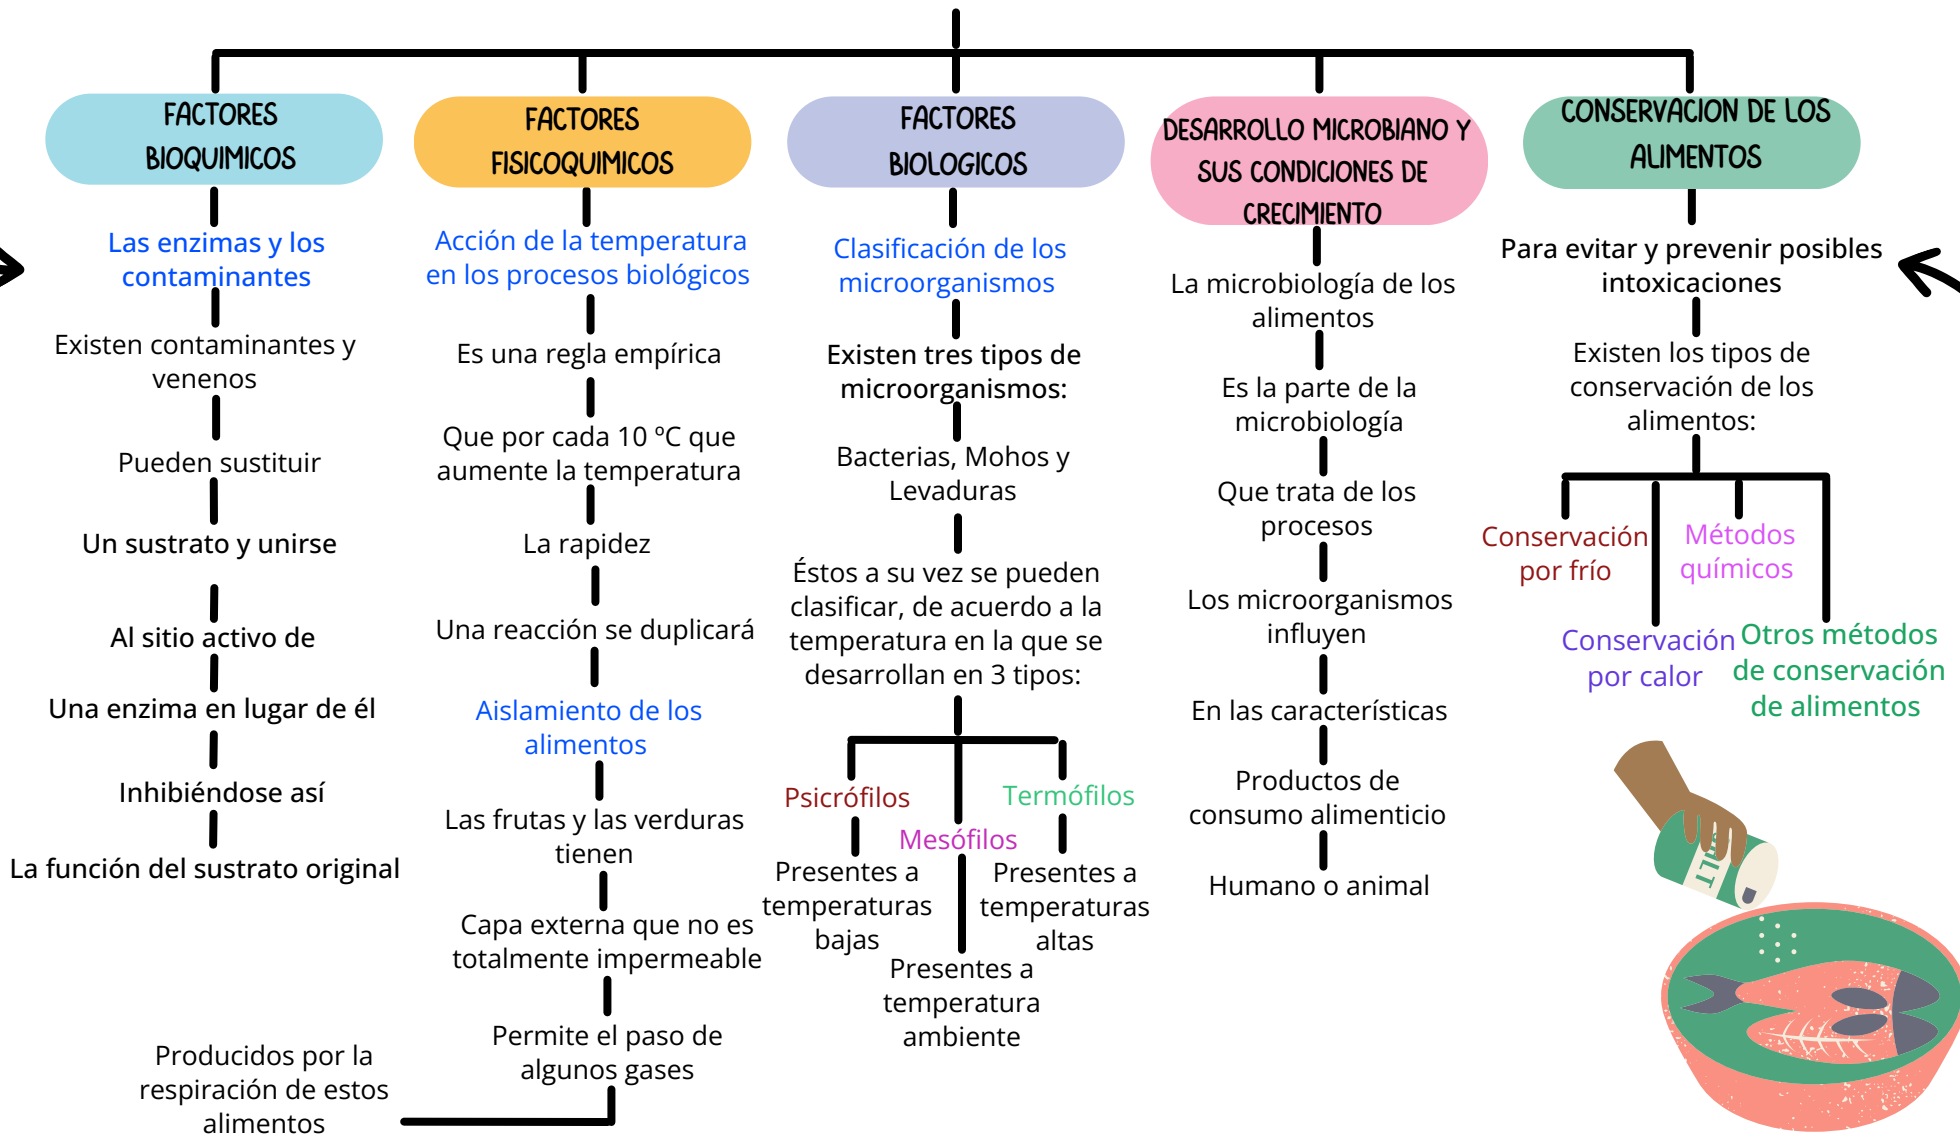 FACTORES
BIOQUIMICOS
Las enzimas y los
contaminantes
Existen contaminantes y
venenos
Pueden sustituir
Un sustrato y unirse
Al sitio activo de
Una enzima en lugar de él
Inhibiéndose así
La función del sustrato original
FACTORES
FISICOQUIMICOS
Acción de la temperatura
en los procesos biológicos
Es una regla empírica
Que por cada 10 ºC que
aumente la temperatura
La rapidez
Una reacción se duplicará
Aislamiento de los
alimentos
Las frutas y las verduras
tienen
Capa externa que no es
totalmente impermeable
Permite el paso de
algunos gases
Producidos por la
respiración de estos
alimentos
FACTORES
BIOLOGICOS
Clasificación de los
microorganismos
Existen tres tipos de
microorganismos:
Bacterias, Mohos y
Levaduras
Éstos a su vez se pueden
clasificar, de acuerdo a la
temperatura en la que se
desarrollan en 3 tipos:
Psicrófilos
Presentes a
temperaturas
bajas
Mesófilos
Presentes a
temperatura
ambiente
Termófilos
Presentes a
temperaturas
altas
DESARROLLO MICROBIANO Y
SUS CONDICIONES DE
CRECIMIENTO
La microbiología de los
alimentos
Es la parte de la
microbiología
Que trata de los
procesos
Los microorganismos
influyen
En las características
Productos de
consumo alimenticio
Humano o animal
CONSERVACION DE LOS
ALIMENTOS
Para evitar y prevenir posibles
intoxicaciones
Existen los tipos de
conservación de los
alimentos:
Conservación
por frío
Conservación
por calor
Métodos
químicos
Otros métodos
de conservación
de alimentos